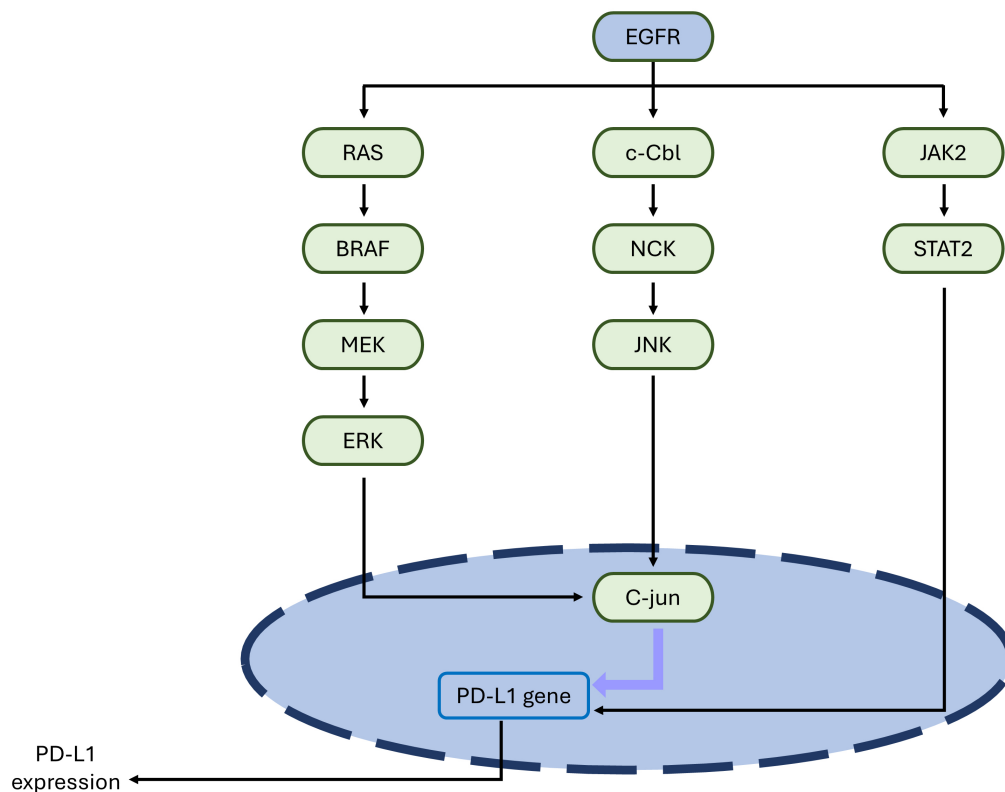 EGFR
RAS
c-Cbl
JAK2
BRAF
NCK
STAT2
MEK
JNK
ERK
C-jun
PD-L1 gene
PD-L1
expression